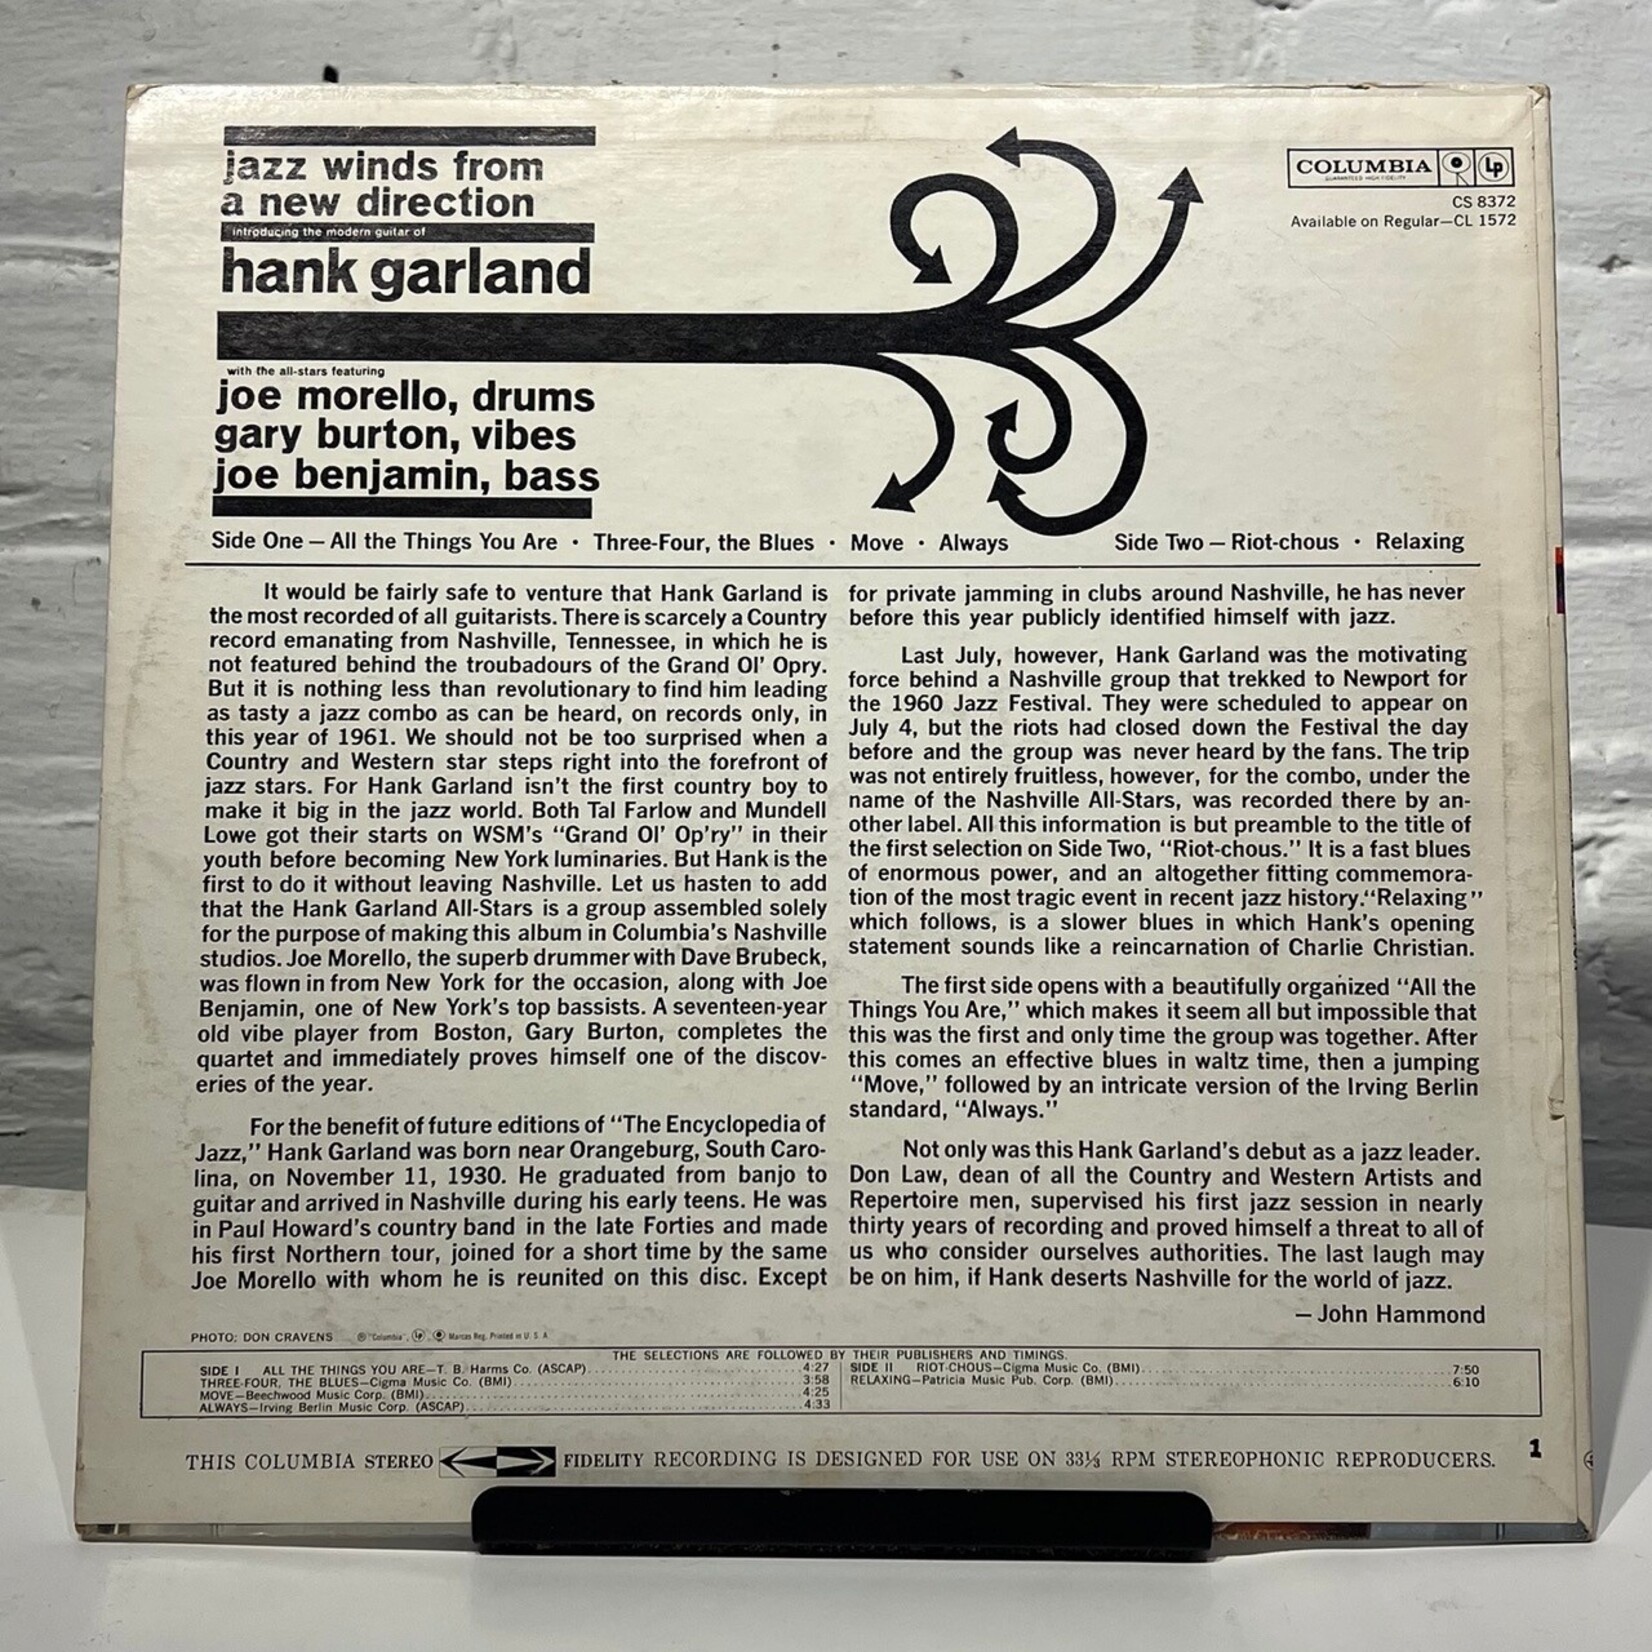 jazz winds from
a new direction
introducing the modern guitar of
hank garland
with the all-stars featuring
joe morello, drums
gary burton, vibes
joe benjamin, bass
COLUMBIA Lp
GUARANTEED HIGH FIDELITY
CS 8372
Available on Regular—CL 1572
Side One — All the Things You Are · Three-Four, the Blues · Move · Always
Side Two — Riot-chous · Relaxing
It would be fairly safe to venture that Hank Garland is
the most recorded of all guitarists. There is scarcely a Country
record emanating from Nashville, Tennessee, in which he is
not featured behind the troubadours of the Grand Ol' Opry.
But it is nothing less than revolutionary to find him leading
as tasty a jazz combo as can be heard, on records only, in
this year of 1961. We should not be too surprised when a
Country and Western star steps right into the forefront of
jazz stars. For Hank Garland isn't the first country boy to
make it big in the jazz world. Both Tal Farlow and Mundell
Lowe got their starts on WSM's "Grand Ol' Op'ry" in their
youth before becoming New York luminaries. But Hank is the
first to do it without leaving Nashville. Let us hasten to add
that the Hank Garland All-Stars is a group assembled solely
for the purpose of making this album in Columbia's Nashville
studios. Joe Morello, the superb drummer with Dave Brubeck,
was flown in from New York for the occasion, along with Joe
Benjamin, one of New York's top bassists. A seventeen-year
old vibe player from Boston, Gary Burton, completes the
quartet and immediately proves himself one of the discov-
eries of the year.
For the benefit of future editions of "The Encyclopedia of
Jazz," Hank Garland was born near Orangeburg, South Caro-
lina, on November 11, 1930. He graduated from banjo to
guitar and arrived in Nashville during his early teens. He was
in Paul Howard's country band in the late Forties and made
his first Northern tour, joined for a short time by the same
Joe Morello with whom he is reunited on this disc. Except
for private jamming in clubs around Nashville, he has never
before this year publicly identified himself with jazz.
Last July, however, Hank Garland was the motivating
force behind a Nashville group that trekked to Newport for
the 1960 Jazz Festival. They were scheduled to appear on
July 4, but the riots had closed down the Festival the day
before and the group was never heard by the fans. The trip
was not entirely fruitless, however, for the combo, under the
name of the Nashville All-Stars, was recorded there by an-
other label. All this information is but preamble to the title of
the first selection on Side Two, "Riot-chous." It is a fast blues
of enormous power, and an altogether fitting commemora-
tion of the most tragic event in recent jazz history. "Relaxing"
which follows, is a slower blues in which Hank's opening
statement sounds like a reincarnation of Charlie Christian.
The first side opens with a beautifully organized "All the
Things You Are," which makes it seem all but impossible that
this was the first and only time the group was together. After
this comes an effective blues in waltz time, then a jumping
"Move," followed by an intricate version of the Irving Berlin
standard, "Always."
Not only was this Hank Garland's debut as a jazz leader.
Don Law, dean of all the Country and Western Artists and
Repertoire men, supervised his first jazz session in nearly
thirty years of recording and proved himself a threat to all of
us who consider ourselves authorities. The last laugh may
be on him, if Hank deserts Nashville for the world of jazz.
— John Hammond
PHOTO: DON CRAVENS ® "Columbia", Lp, Marcas Reg. Printed in U. S. A.
THE SELECTIONS ARE FOLLOWED BY THEIR PUBLISHERS AND TIMINGS.
SIDE I ALL THE THINGS YOU ARE—T. B. Harms Co. (ASCAP) 4:27
THREE-FOUR, THE BLUES—Cigma Music Co. (BMI) 3:58
MOVE—Beechwood Music Corp. (BMI) 4:25
ALWAYS—Irving Berlin Music Corp. (ASCAP) 4:33
SIDE II RIOT-CHOUS—Cigma Music Co. (BMI) 7:50
RELAXING—Patricia Music Pub. Corp. (BMI) 6:10
THIS COLUMBIA STEREO FIDELITY RECORDING IS DESIGNED FOR USE ON 33⅓ RPM STEREOPHONIC REPRODUCERS.
1